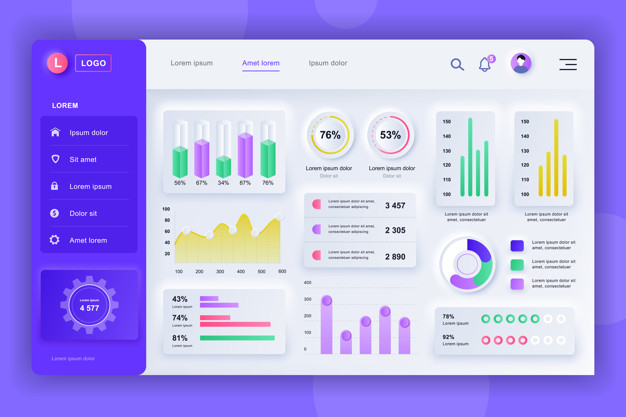 L
LOGO
Lorem ipsum
Amet lorem
Ipsum dolor
5
LOREM
Ipsum dolor
Sit amet
Lorem ipsum
Dolor sit
Amet lorem
Lorem ipsum
4 577
Lorem ipsum dolor
56%
67%
34%
67%
76%
76%
53%
Lorem ipsum dolor
Dolor sit
Lorem ipsum dolor
Dolor sit
150
140
130
120
110
100
Lorem ipsum dolor sit
amet, consectetuer
150
140
130
120
110
100
Lorem ipsum dolor sit
amet, consectetuer
100
80
60
40
20
100
200
300
400
500
600
Lorem ipsum dolor sit amet,
consectetuer adipiscing
3 457
Lorem ipsum dolor sit amet,
consectetuer adipiscing
2 305
Lorem ipsum dolor sit amet,
consectetuer adipiscing
2 890
Lorem ipsum dolor sit
amet, consectetuer
Lorem ipsum dolor sit
amet, consectetuer
Lorem ipsum dolor sit
amet, consectetuer
43%
74%
Lorem ipsum
81%
Lorem ipsum
400
300
200
100
0
78%
Lorem ipsum
92%
Lorem ipsum